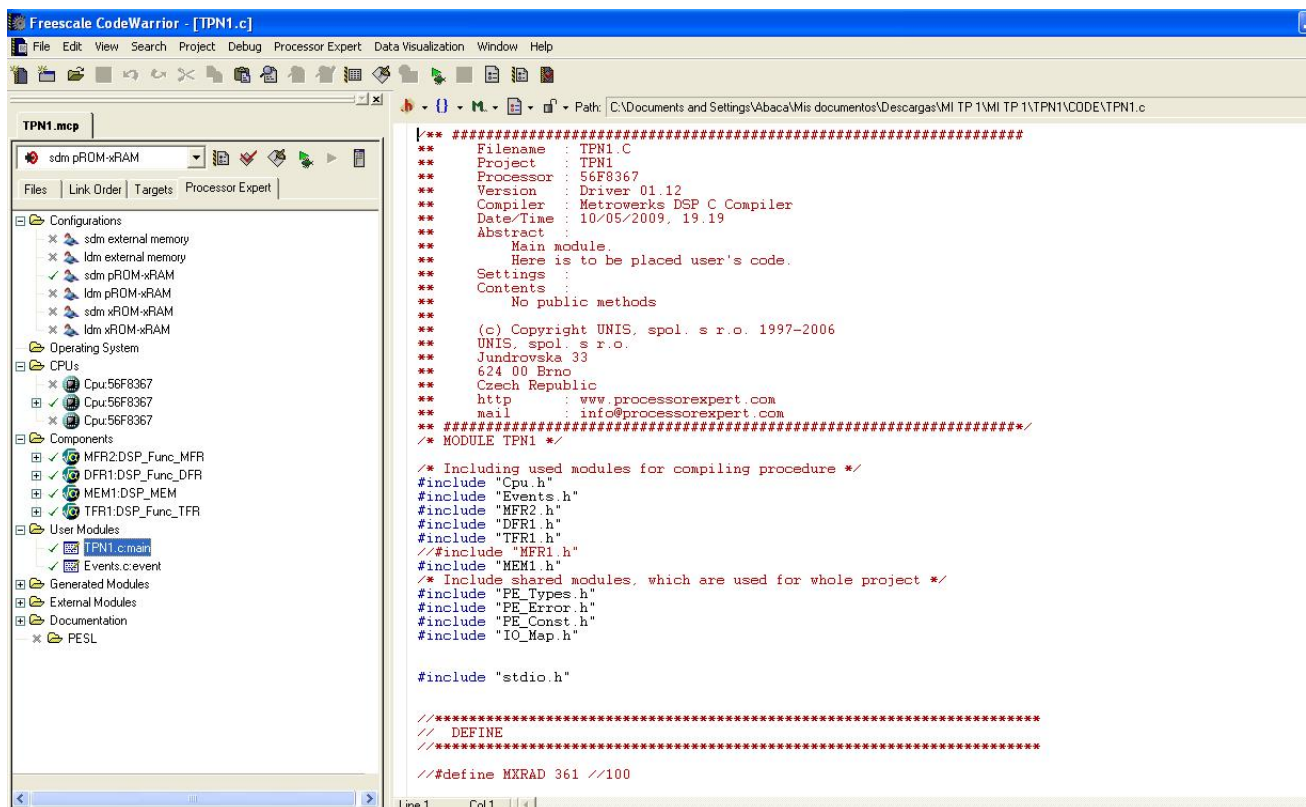 Freescale CodeWarrior - [TPN1.c]
File Edit View Search Project Debug Processor Expert Data Visualization Window Help
Path: C:\Documents and Settings\Abaca\Mis documentos\Descargas\MI TP 1\MI TP 1\TPN1\CODE\TPN1.c
TPN1.mcp
sdm pROM-xRAM
Files Link Order Targets Processor Expert
Configurations
sdm external memory
ldm external memory
sdm pROM-xRAM
ldm pROM-xRAM
sdm xROM-xRAM
ldm xROM-xRAM
Operating System
CPUs
Cpu:56F8367
Cpu:56F8367
Cpu:56F8367
Components
MFR2:DSP_Func_MFR
DFR1:DSP_Func_DFR
MEM1:DSP_MEM
TFR1:DSP_Func_TFR
User Modules
TPN1.c:main
Events.c:event
Generated Modules
External Modules
Documentation
PESL
/** ###################################################################
** Filename : TPN1.C
** Project : TPN1
** Processor : 56F8367
** Version : Driver 01.12
** Compiler : Metrowerks DSP C Compiler
** Date/Time : 10/05/2009, 19.19
** Abstract :
** Main module.
** Here is to be placed user's code.
** Settings :
** Contents :
** No public methods
**
** (c) Copyright UNIS, spol. s r.o. 1997-2006
** UNIS, spol. s r.o.
** Jundrovska 33
** 624 00 Brno
** Czech Republic
** http : www.processorexpert.com
** mail : info@processorexpert.com
** ###################################################################*/
/* MODULE TPN1 */
/* Including used modules for compiling procedure */
#include "Cpu.h"
#include "Events.h"
#include "MFR2.h"
#include "DFR1.h"
#include "TFR1.h"
//#include "MFR1.h"
#include "MEM1.h"
/* Include shared modules, which are used for whole project */
#include "PE_Types.h"
#include "PE_Error.h"
#include "PE_Const.h"
#include "IO_Map.h"
#include "stdio.h"
//***********************************************************************
// DEFINE
//***********************************************************************
//#define MXRAD 361 //100
Line 1 Col 1